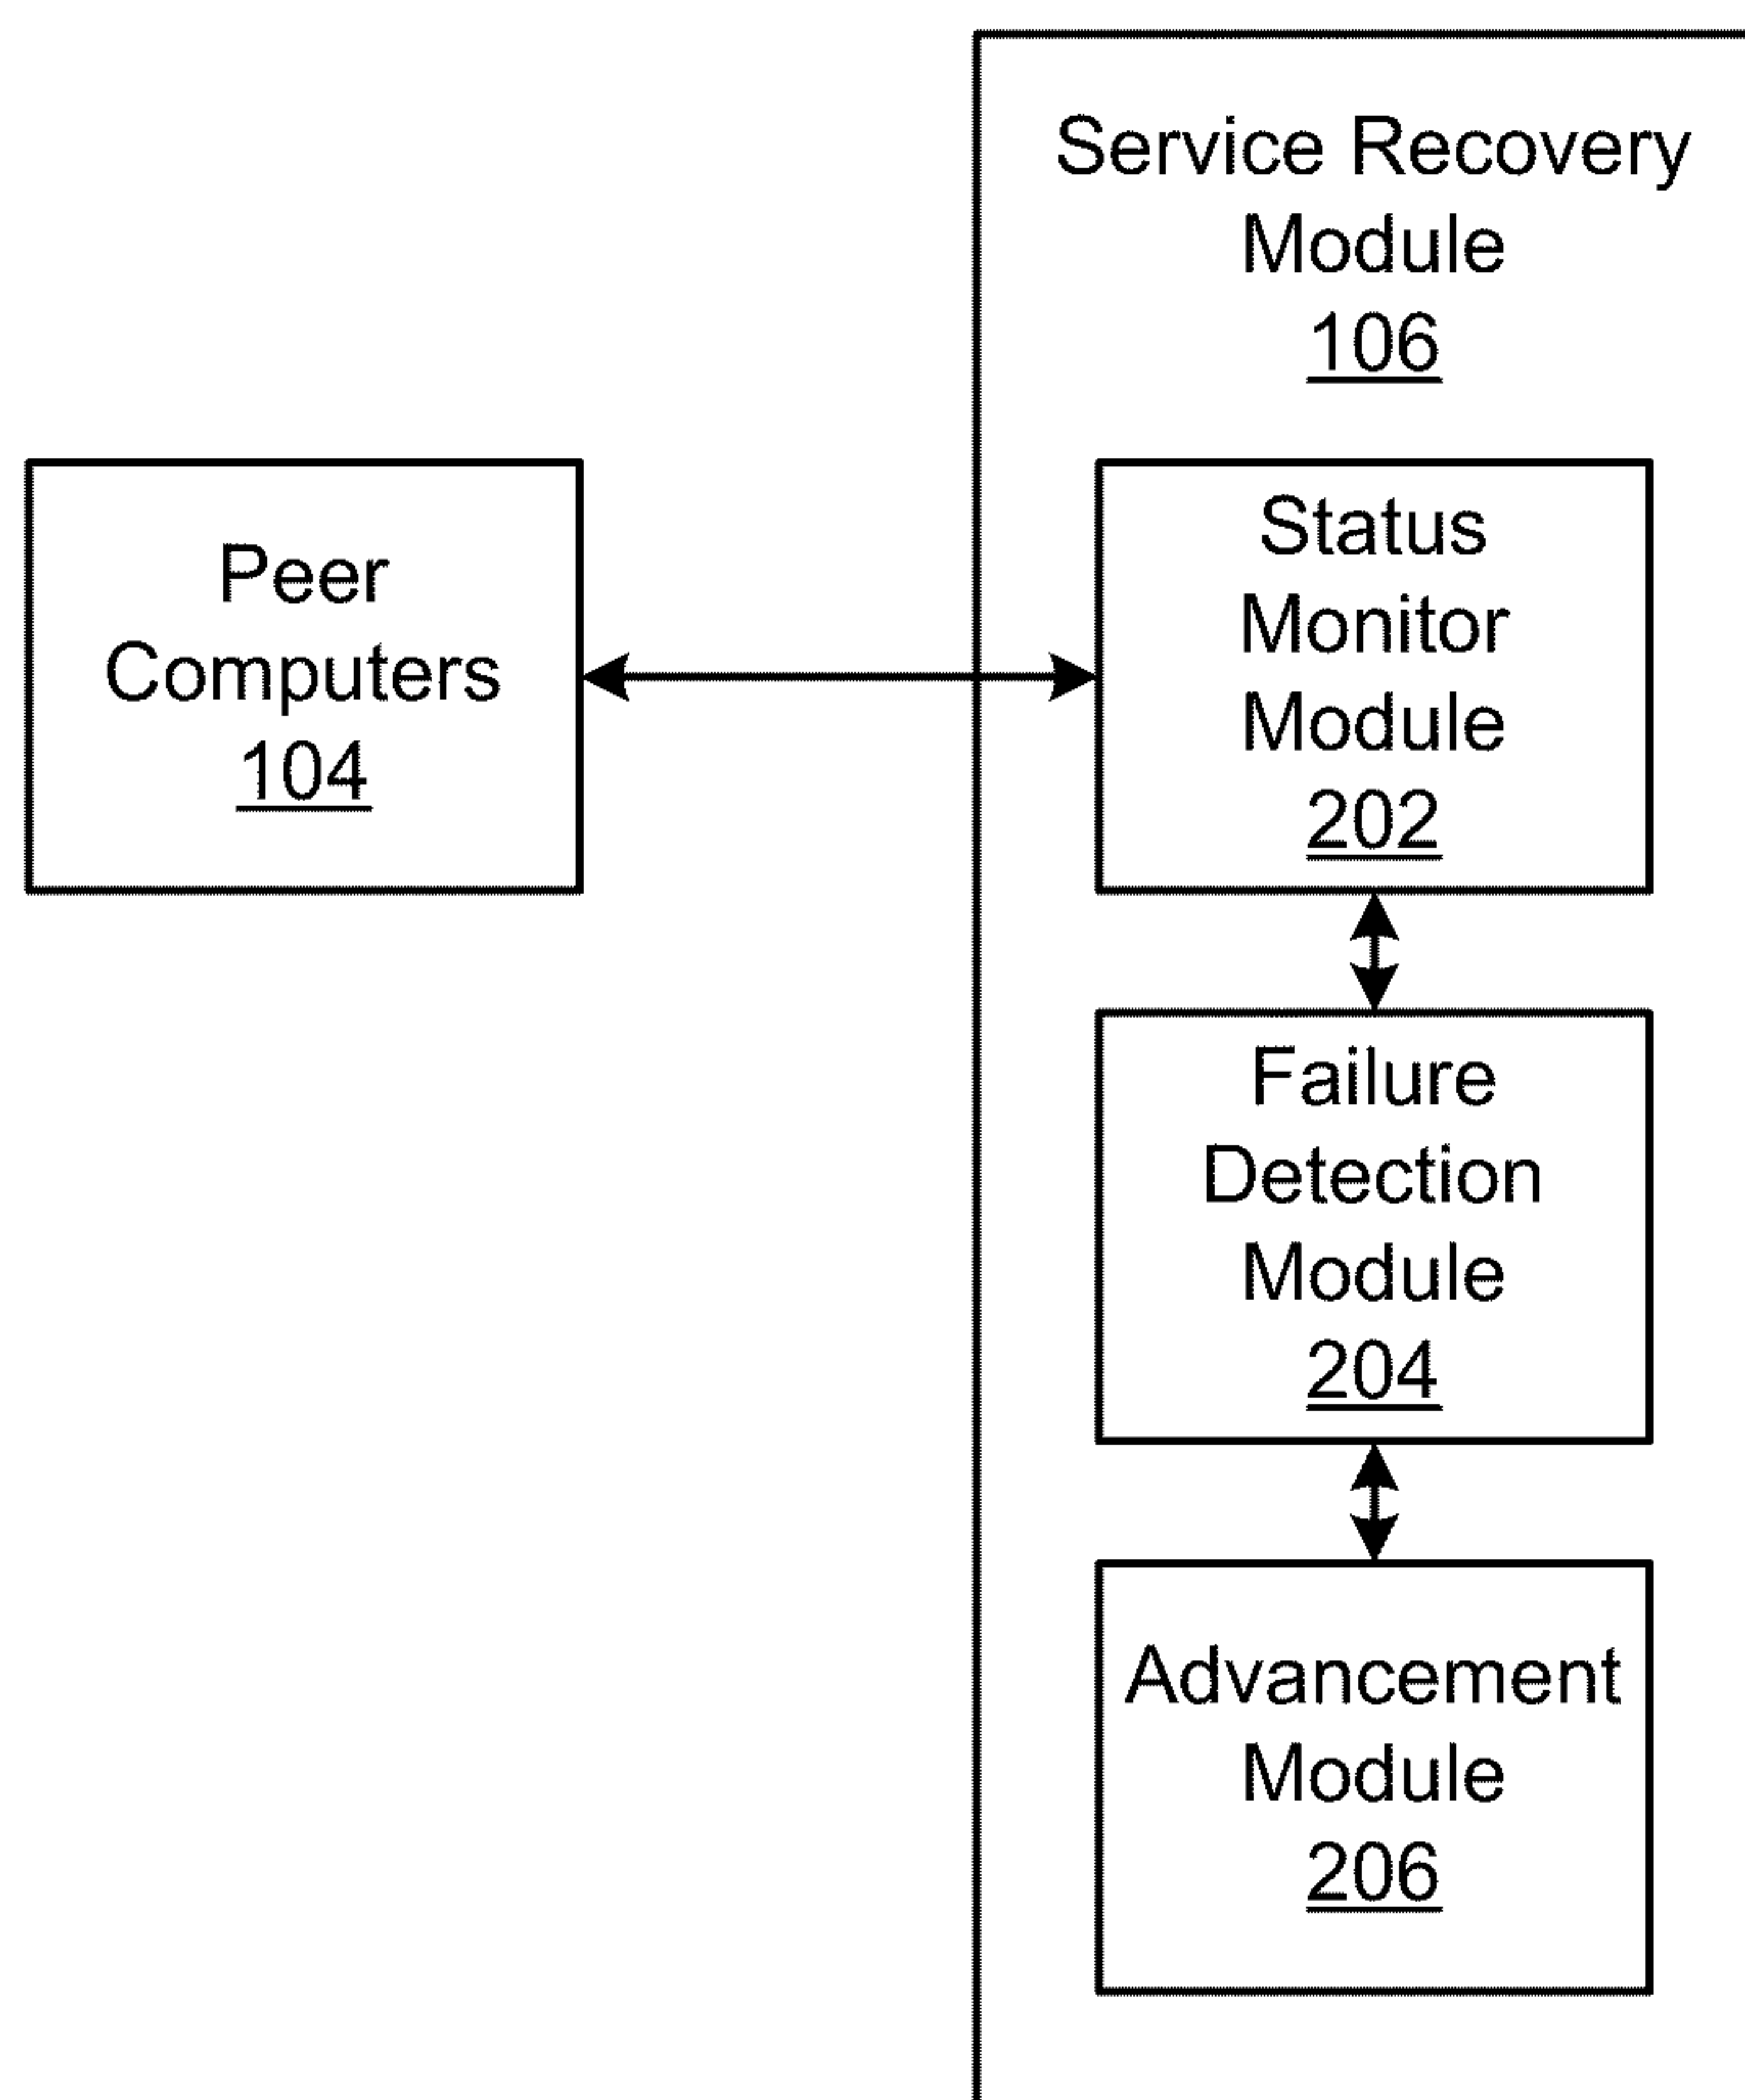 Service Recovery
Module
106
Peer
Computers
104
Status
Monitor
Module
202
Failure
Detection
Module
204
Advancement
Module
206